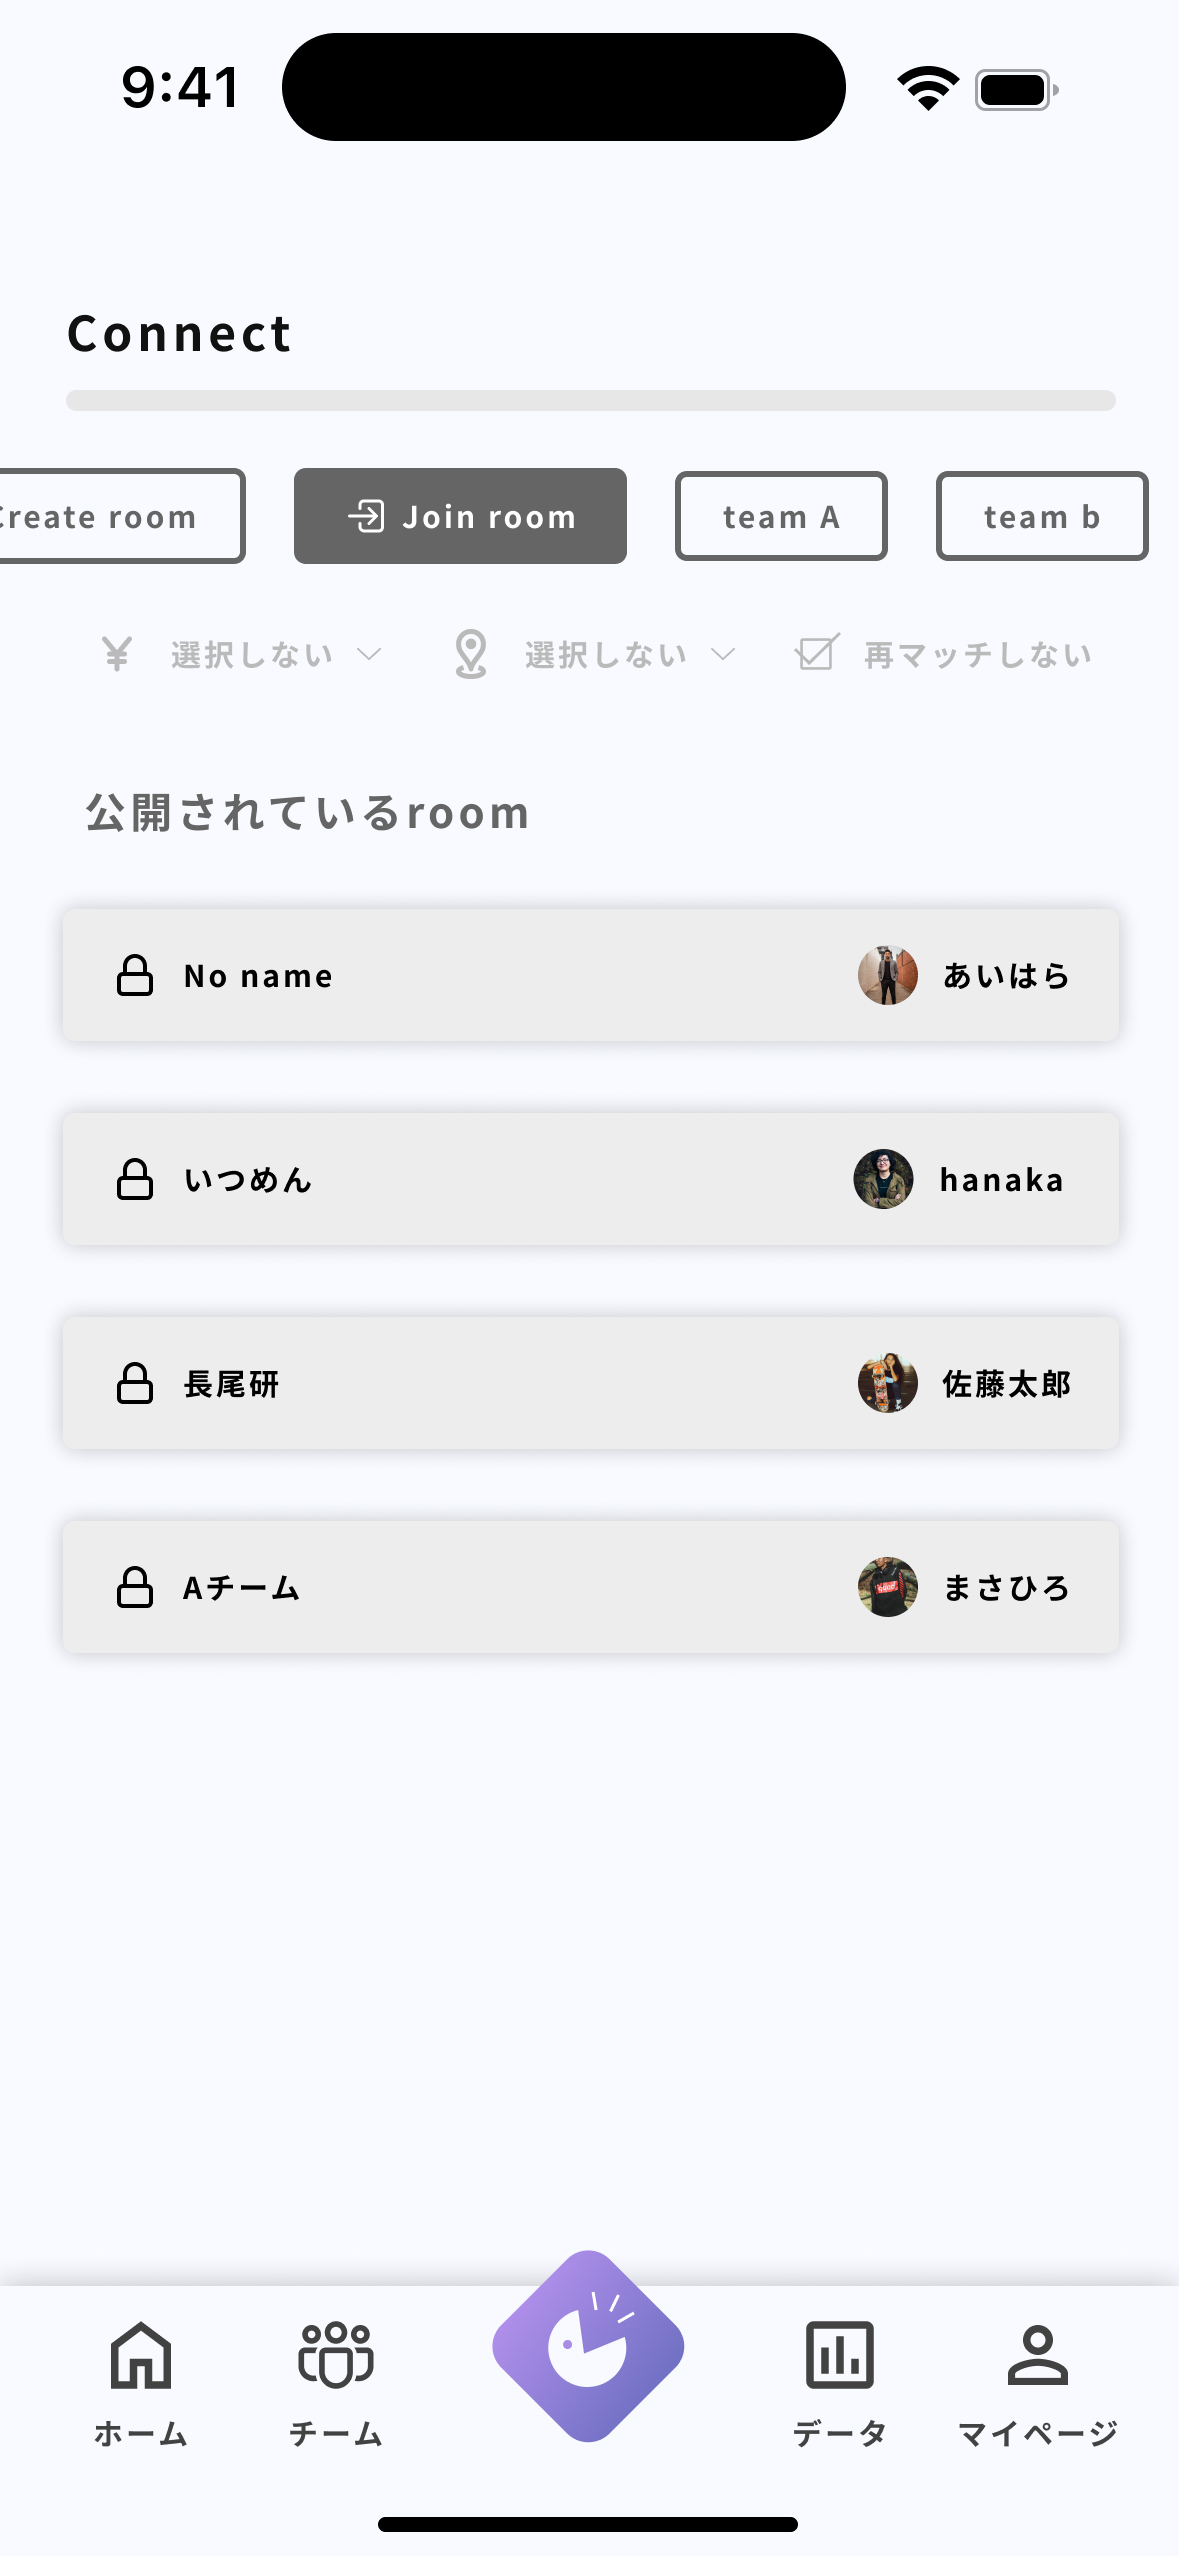 9:41
Connect
Create room
Join room
team A
team b
選択しない
選択しない
再マッチしない
公開されているroom
No name
あいはら
いつめん
hanaka
長尾研
佐藤太郎
Aチーム
まさひろ
ホーム
チーム
データ
マイページ